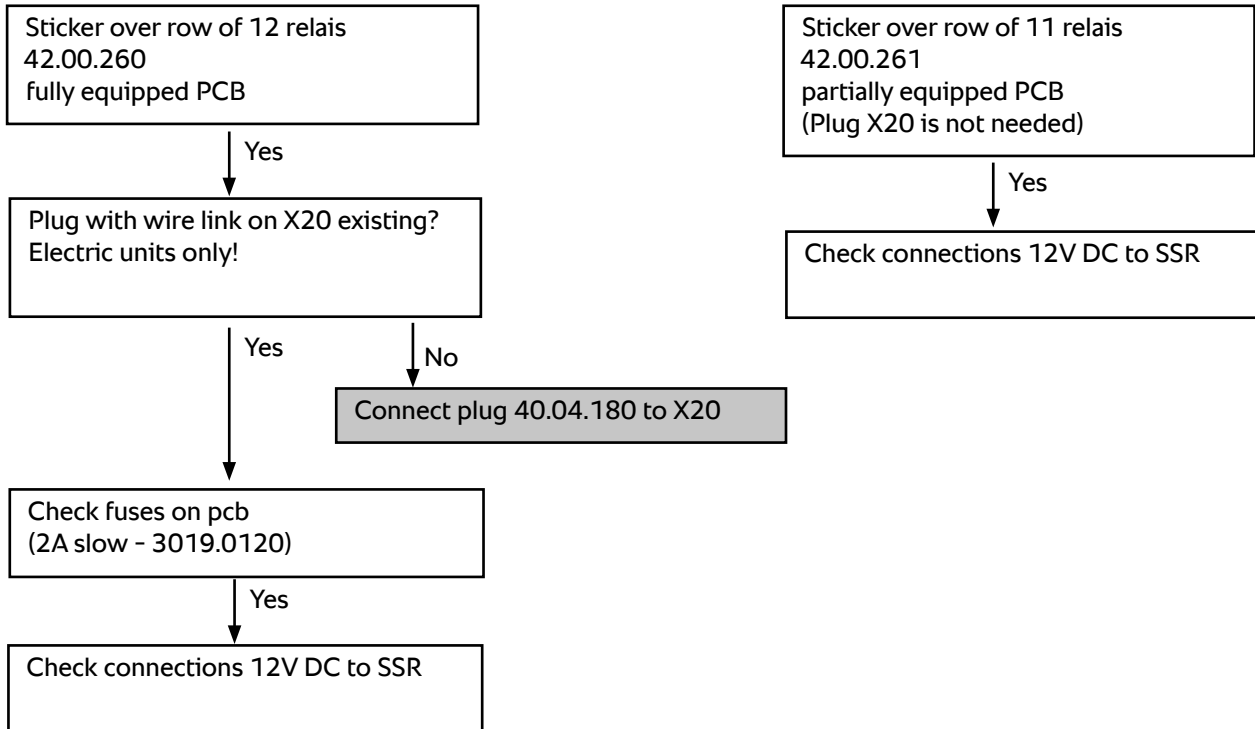 Sticker over row of 12 relais
42.00.260
fully equipped PCB
Yes
Plug with wire link on X20 existing?
Electric units only!
Yes
No
Connect plug 40.04.180 to X20
Check fuses on pcb
(2A slow - 3019.0120)
Yes
Check connections 12V DC to SSR
Sticker over row of 11 relais
42.00.261
partially equipped PCB
(Plug X20 is not needed)
Yes
Check connections 12V DC to SSR